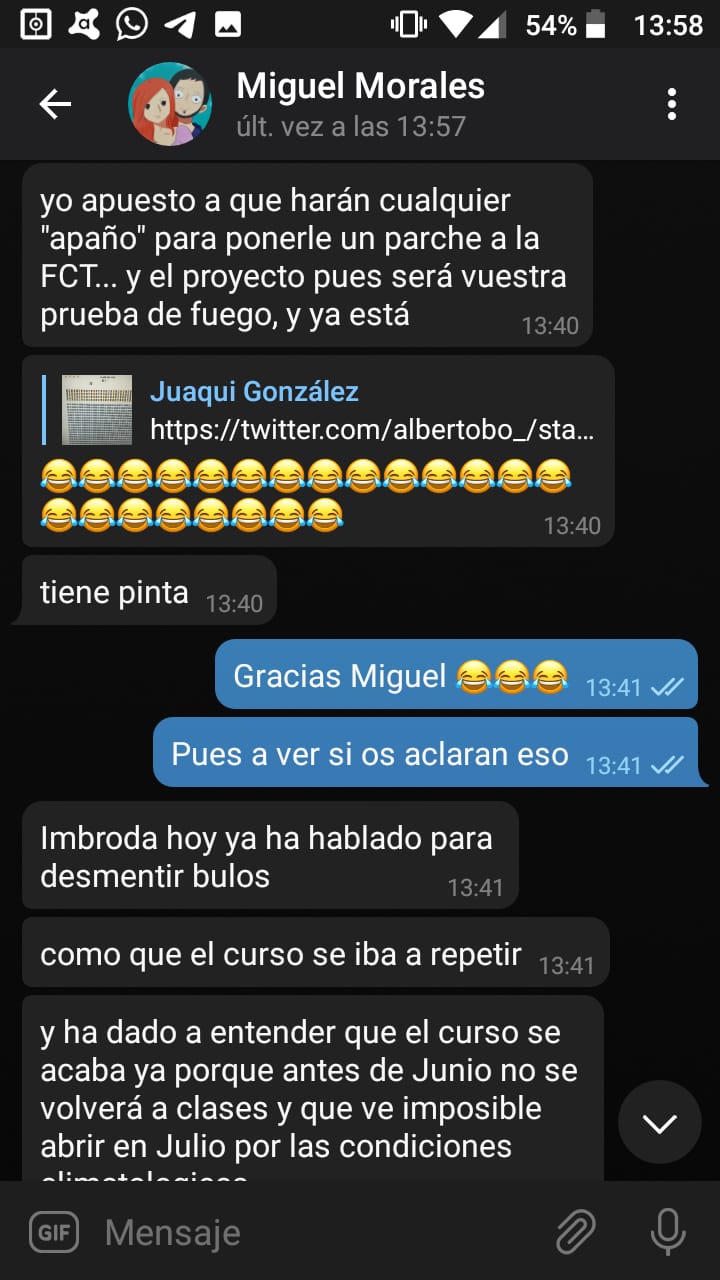 54% 13:58
Miguel Morales
últ. vez a las 13:57
yo apuesto a que harán cualquier
"apaño" para ponerle un parche a la
FCT... y el proyecto pues será vuestra
prueba de fuego, y ya está 13:40
Juaqui González
https://twitter.com/albertobo_/sta...
😂😂😂😂😂😂😂😂😂😂😂😂😂😂
😂😂😂😂😂😂😂😂 13:40
tiene pinta 13:40
Gracias Miguel 😂😂😂 13:41
Pues a ver si os aclaran eso 13:41
Imbroda hoy ya ha hablado para
desmentir bulos 13:41
como que el curso se iba a repetir 13:41
y ha dado a entender que el curso se
acaba ya porque antes de Junio no se
volverá a clases y que ve imposible
abrir en Julio por las condiciones
GIF Mensaje